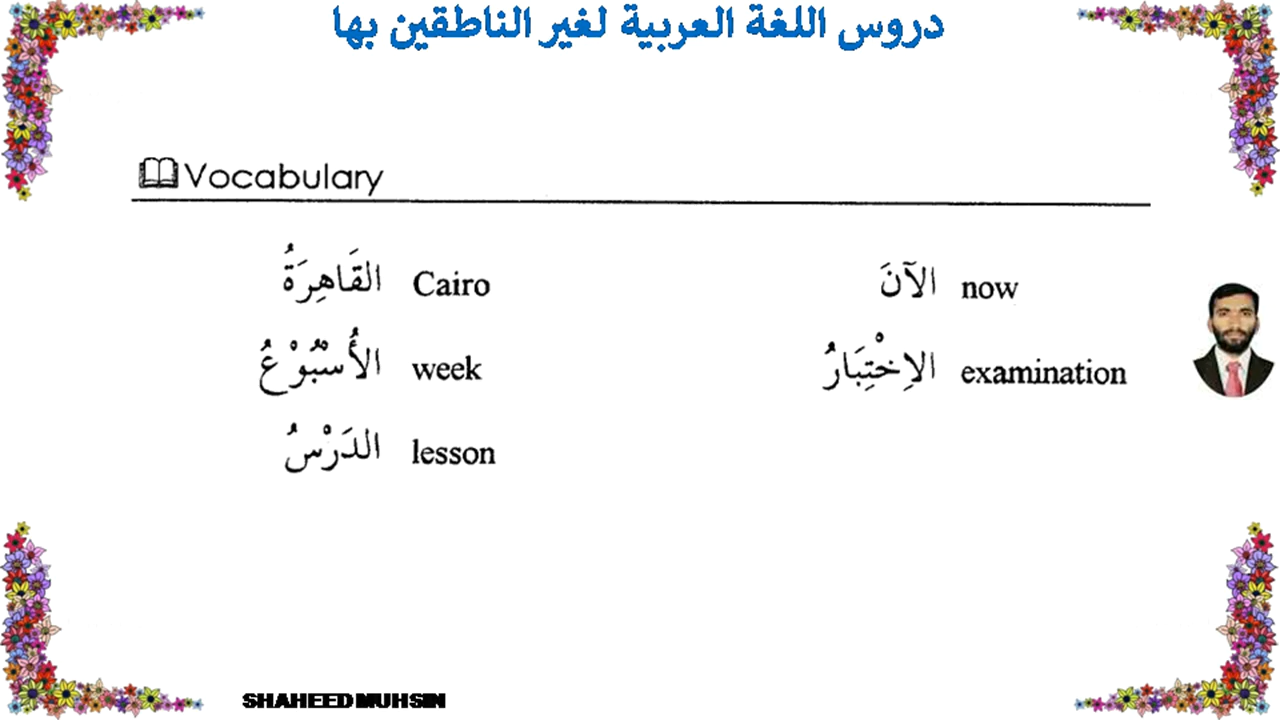 دروس اللغة العربية لغير الناطقين بها
Vocabulary
القَاهِرَةُ Cairo الآنَ now
الأُسْبُوْعُ week الاِخْتِبَارُ examination
الدَرْسُ lesson
SHAHEED MUHSIN